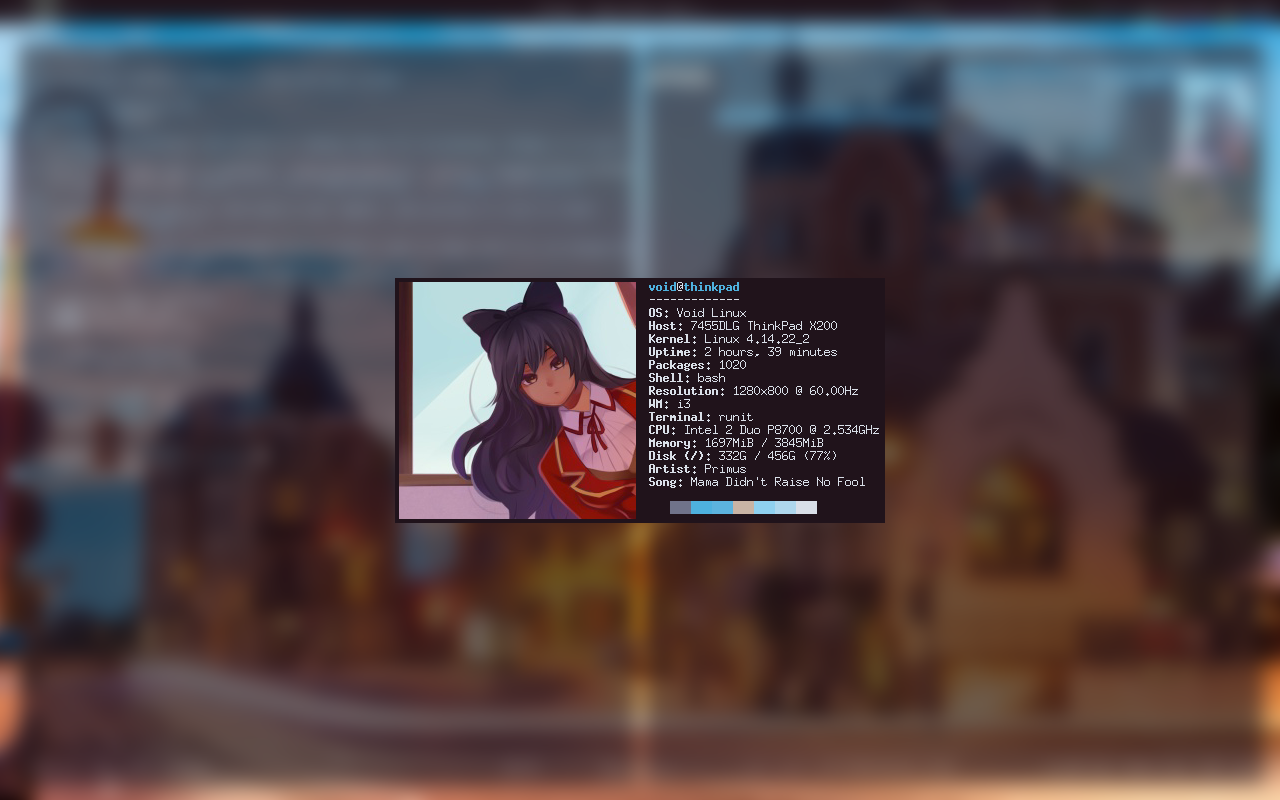 void@thinkpad
-------------
OS: Void Linux
Host: 7455DLG ThinkPad X200
Kernel: Linux 4.14.22_2
Uptime: 2 hours, 39 minutes
Packages: 1020
Shell: bash
Resolution: 1280x800 @ 60.00Hz
WM: i3
Terminal: runit
CPU: Intel 2 Duo P8700 @ 2.534GHz
Memory: 1697MiB / 3845MiB
Disk (/): 332G / 456G (77%)
Artist: Primus
Song: Mama Didn't Raise No Fool